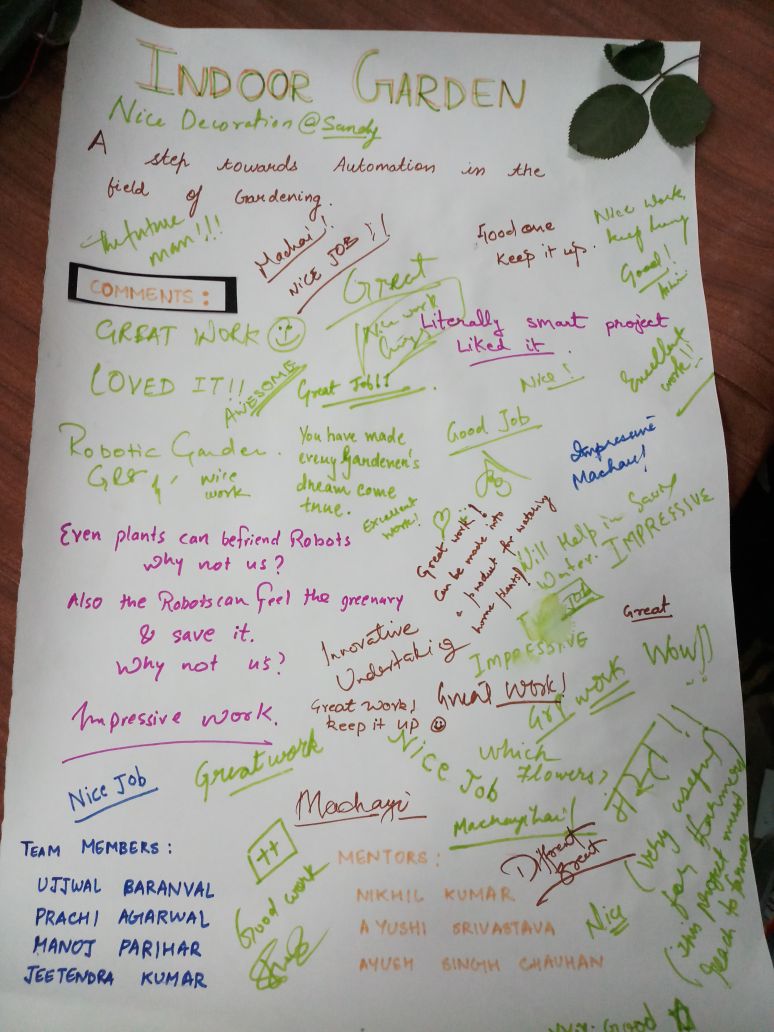 INDOOR GARDEN
Nice Decoration @Sandy
A step towards Automation in the
field of Gardening.
The future
man!!!
Machai!
NICE JOB !!
Good one
Keep it up.
Nice work,
keep being
Good!
COMMENTS:
Great
GREAT WORK
Nice work
Literally smart project
Liked it.
LOVED IT!!
AWESOME
Great Job!!
Nice!
Excellent
work!!
Robotic Garden.
nice
work
You have made
every gardener's
dream come
true.
Good Job
Impressive
Machau!
Excellent
work!
Even plants can befriend Robots
why not us?
Great work!
Can be made into
a product for watching
home plants!
Will Help in Saving
Water. IMPRESSIVE
Also the Robots can feel the greenary
& save it.
Why not us?
Innovative
Undertaking
JOB
IMPRESSIVE
Great
Impressive work.
Great Work!
keep it up
Great Work!
Gr8 work
Wow!!
Nice Job
Great work
Nice Job
Which
Flowers?
मस्त!!
(Very useful
for farmers)
(This project must
reach to farmers
Machayi
Machayi hai!
Different
Great
TEAM MEMBERS:
UJJWAL BARANVAL
PRACHI AGARWAL
MANOJ PARIHAR
JEETENDRA KUMAR
++
Good work
MENTORS:
NIKHIL KUMAR
AYUSHI SRIVASTAVA
AYUSH SINGH CHAUHAN
Nice
Good